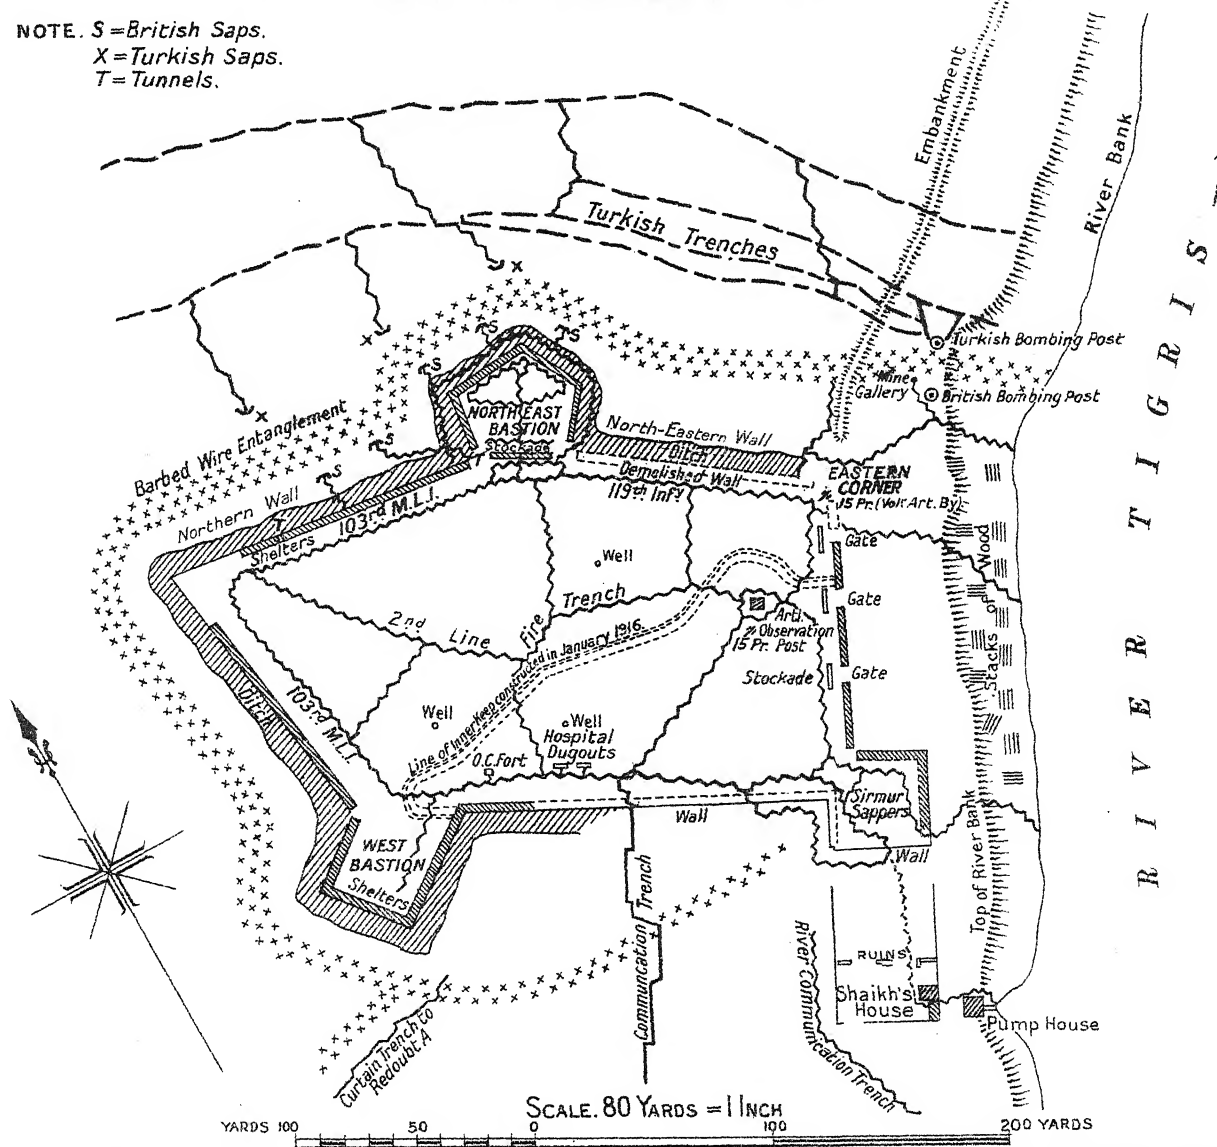 NOTE. S = British Saps.
X = Turkish Saps.
T = Tunnels.
Embankment
River Bank
RIVER TIGRIS
Turkish Trenches
X
X
X
S
S
S
S
S
Turkish Bombing Post
Mine
Gallery
British Bombing Post
Barbed Wire Entanglement
NORTH EAST
BASTION
Stockade
North-Eastern Wall
Ditch
Demolished Wall
119th Infy
EASTERN
CORNER
15 Pr. (Volr. Art. By)
Northern Wall
T
T
103rd M.L.I.
Shelters
Gate
Well
Stacks of Wood
2nd Line Fire Trench
Gate
Artl.
Observation
15 Pr. Post
Line of Inner Keep constructed in January 1916.
Stockade
Gate
Ditch
103rd M.L.I.
Well
Well
Hospital
Dugouts
O.C. Fort
Sirmur
Sappers
Wall
Wall
Top of River Bank
WEST
BASTION
Shelters
Communication Trench
River Communication Trench
RUINS
Shaikh's
House
Pump House
Curtain Trench to
Redoubt A
SCALE. 80 YARDS = 1 INCH
YARDS 100 50 0 100 200 YARDS